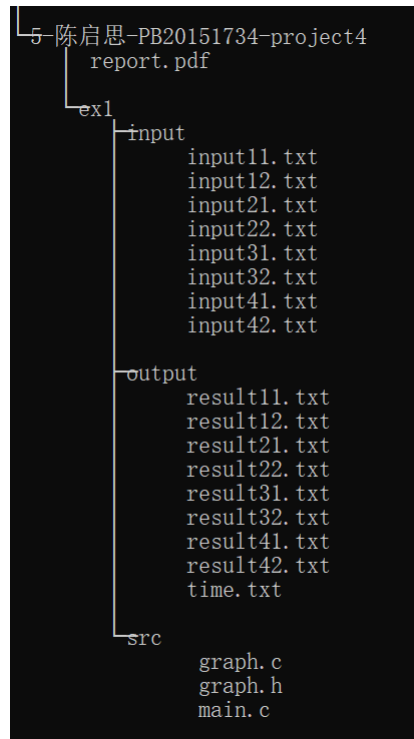 5-陈启思-PB20151734-project4
report.pdf
ex1
input
input11.txt
input12.txt
input21.txt
input22.txt
input31.txt
input32.txt
input41.txt
input42.txt
output
result11.txt
result12.txt
result21.txt
result22.txt
result31.txt
result32.txt
result41.txt
result42.txt
time.txt
src
graph.c
graph.h
main.c